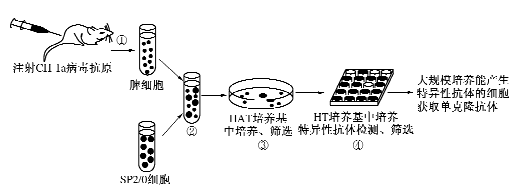 ①
注射CH-1a病毒抗原
脾细胞
②
SP2/0细胞
HAT培养基
中培养、筛选
③
HT培养基中培养
特异性抗体检测、筛选
④
大规模培养能产生
特异性抗体的细胞
获取单克隆抗体